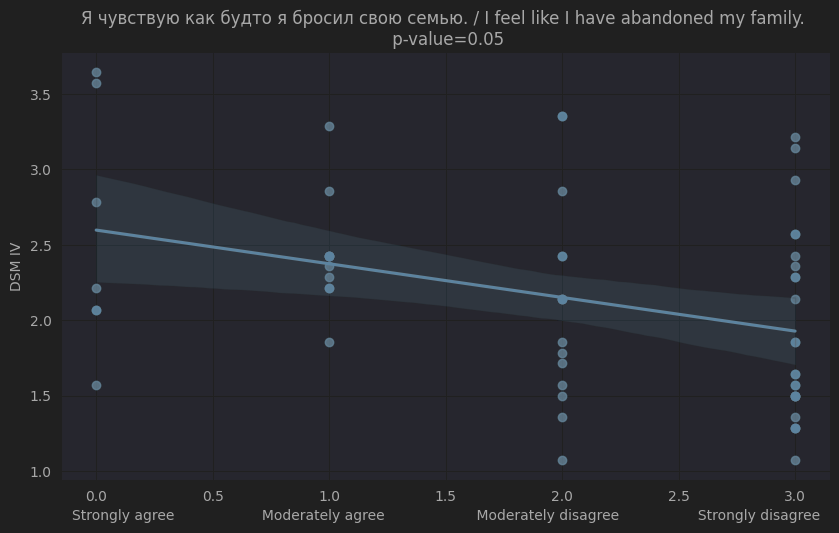 Я чувствую как будто я бросил свою семью. / I feel like I have abandoned my family.
p-value=0.05
3.5
3.0
2.5
2.0
1.5
1.0
DSM IV
0.0 0.5 1.0 1.5 2.0 2.5 3.0
Strongly agree Moderately agree Moderately disagree Strongly disagree